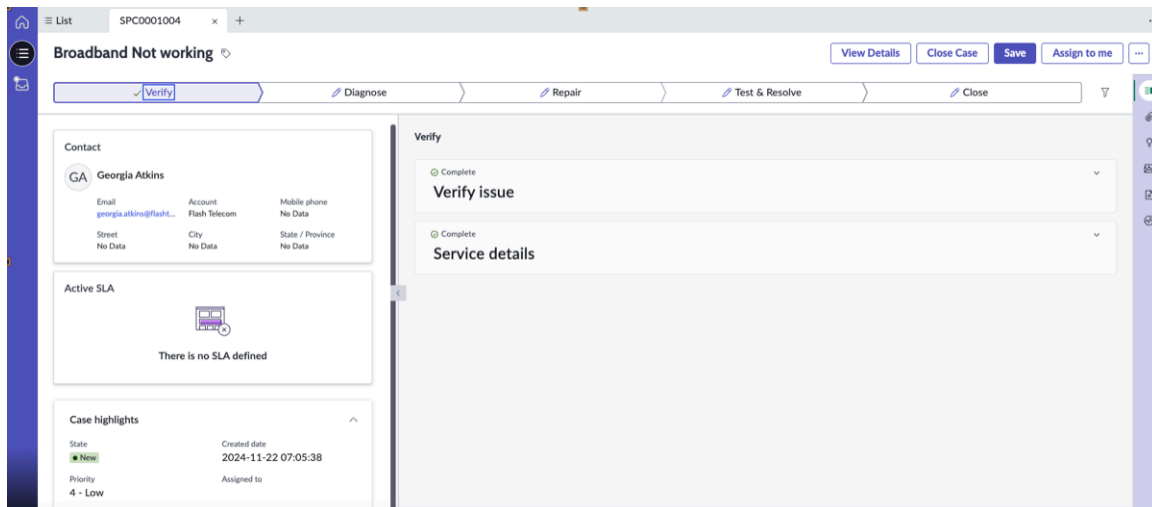 List
SPC0001004
Broadband Not working
View Details
Close Case
Save
Assign to me
Verify
Diagnose
Repair
Test & Resolve
Close
Contact
GA
Georgia Atkins
Email
Account
Mobile phone
georgia.atkins@flasht...
Flash Telecom
No Data
Street
City
State / Province
No Data
No Data
No Data
Active SLA
There is no SLA defined
Case highlights
State
Created date
New
2024-11-22 07:05:38
Priority
Assigned to
4 - Low
Verify
Complete
Verify issue
Complete
Service details